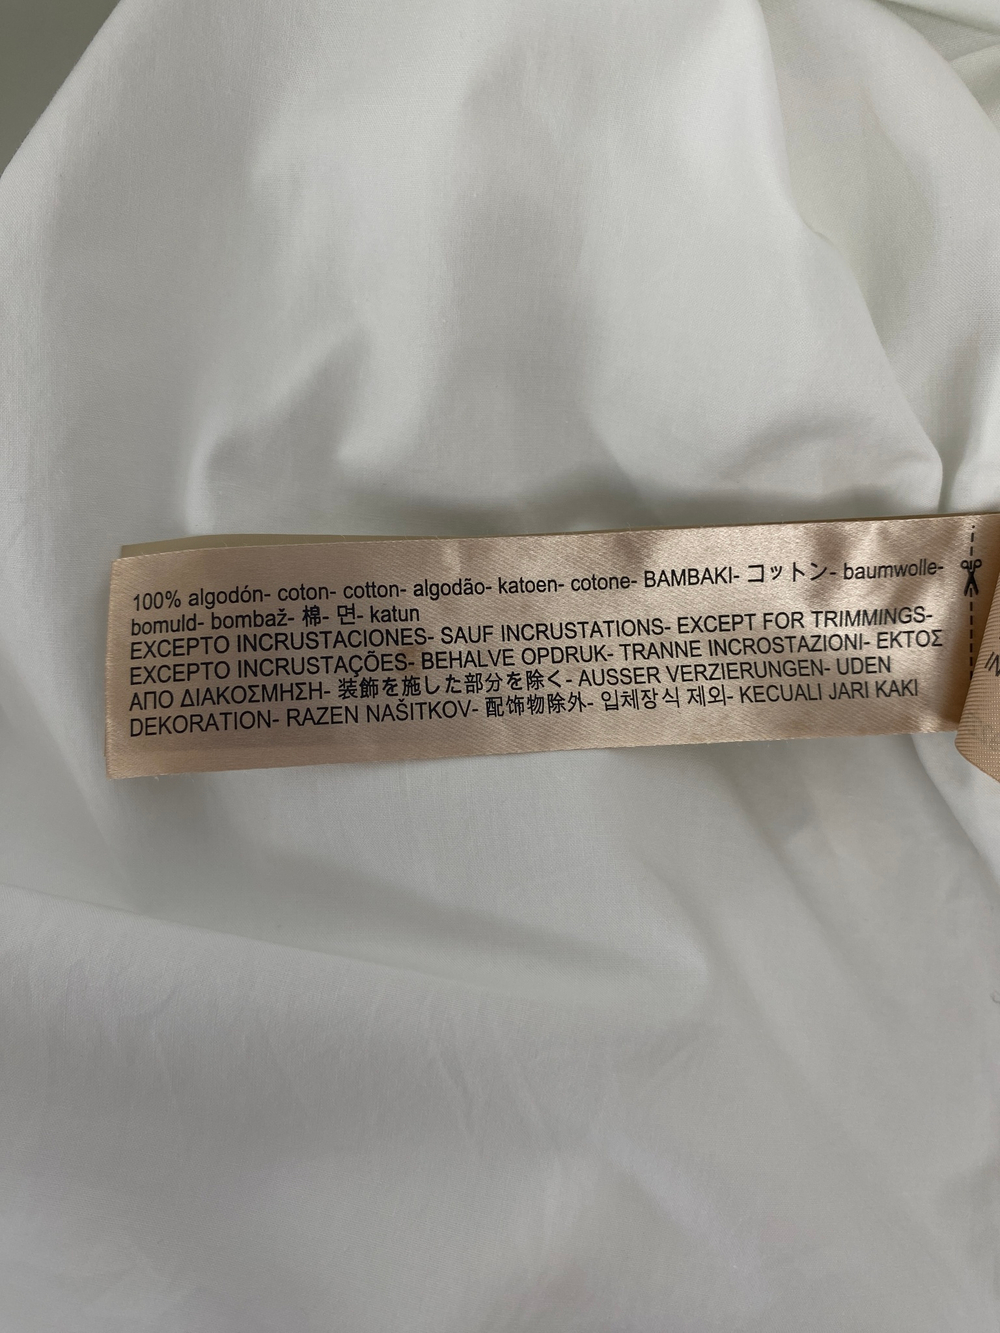 100% algodón- coton- cotton- algodão- katoen- cotone- BAMBAKI- コットン- baumwolle-
bomuld- bombaž- 棉- 면- katun
EXCEPTO INCRUSTACIONES- SAUF INCRUSTATIONS- EXCEPT FOR TRIMMINGS-
EXCEPTO INCRUSTAÇÕES- BEHALVE OPDRUK- TRANNE INCROSTAZIONI- ΕΚΤΟΣ
ΑΠΟ ΔΙΑΚΟΣΜΗΣΗ- 装飾を施した部分を除く- AUSSER VERZIERUNGEN- UDEN
DEKORATION- RAZEN NAŠITKOV- 配饰物除外- 입체장식 제외- KECUALI JARI KAKI